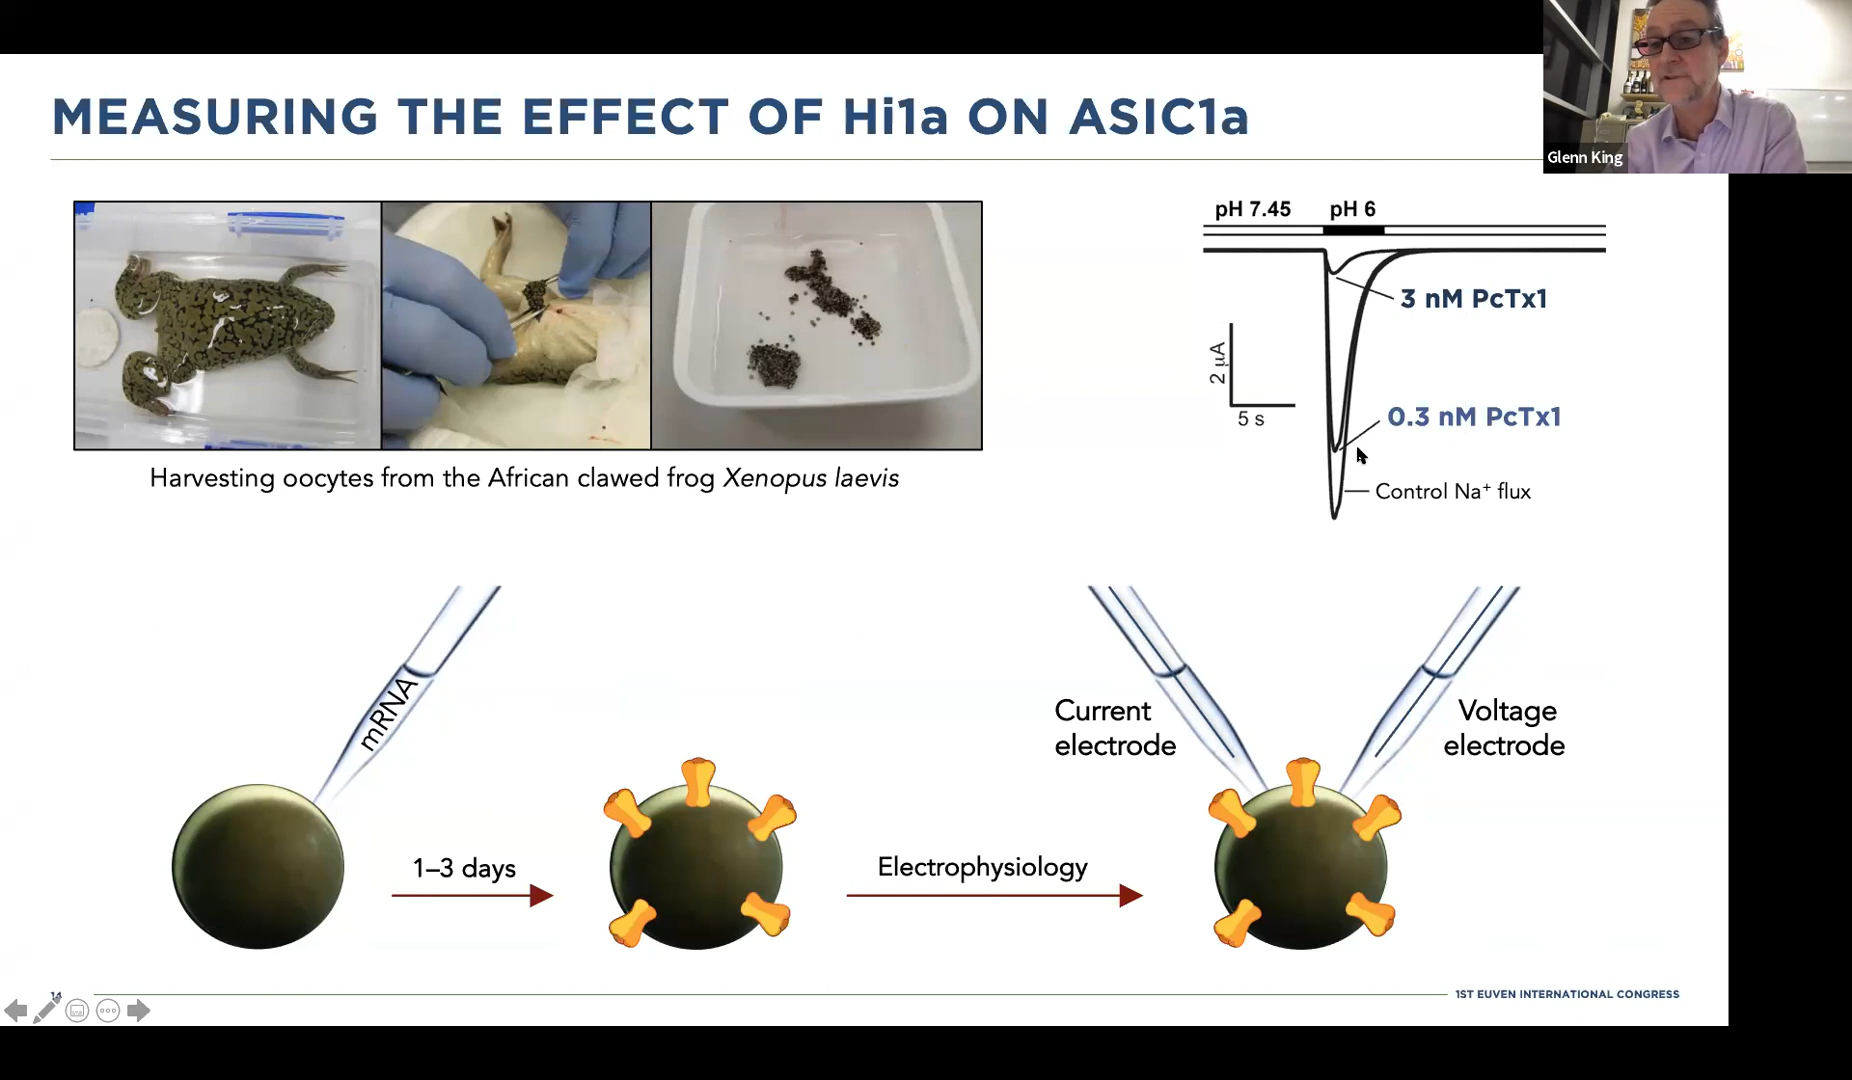 MEASURING THE EFFECT OF Hi1a ON ASIC1a
Glenn King
pH 7.45 pH 6
3 nM PcTx1
2 µA
5 s
0.3 nM PcTx1
Control Na⁺ flux
Harvesting oocytes from the African clawed frog Xenopus laevis
mRNA
Current
electrode
Voltage
electrode
1–3 days
Electrophysiology
14
1ST EUVEN INTERNATIONAL CONGRESS